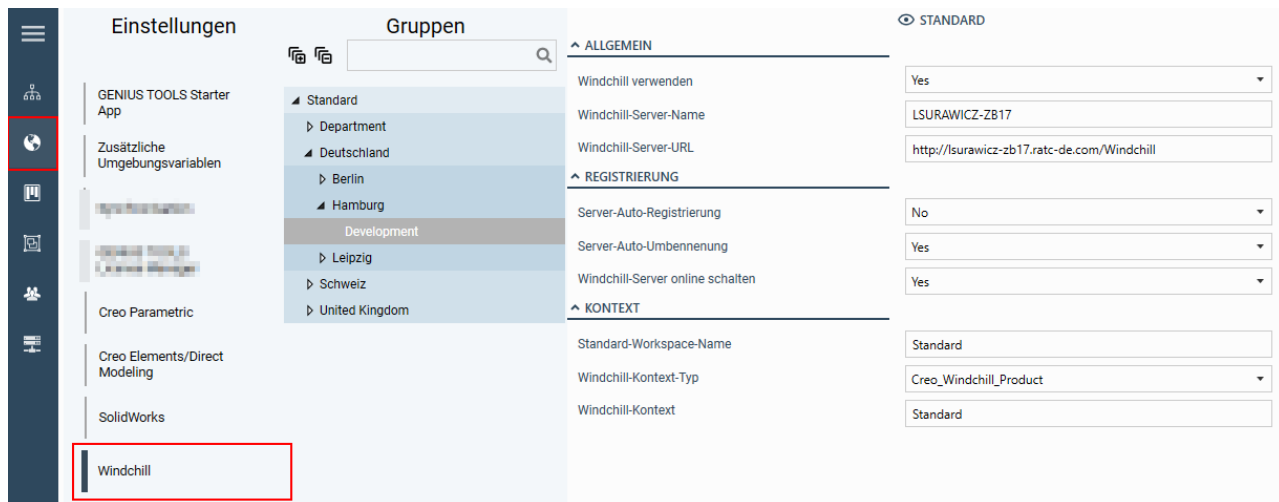 Einstellungen
GENIUS TOOLS Starter
App
Zusätzliche
Umgebungsvariablen
Creo Parametric
Creo Elements/Direct
Modeling
SolidWorks
Windchill
Gruppen
Standard
Department
Deutschland
Berlin
Hamburg
Development
Leipzig
Schweiz
United Kingdom
STANDARD
ALLGEMEIN
Windchill verwenden Yes
Windchill-Server-Name LSURAWICZ-ZB17
Windchill-Server-URL http://lsurawicz-zb17.ratc-de.com/Windchill
REGISTRIERUNG
Server-Auto-Registrierung No
Server-Auto-Umbennenung Yes
Windchill-Server online schalten Yes
KONTEXT
Standard-Workspace-Name Standard
Windchill-Kontext-Typ Creo_Windchill_Product
Windchill-Kontext Standard